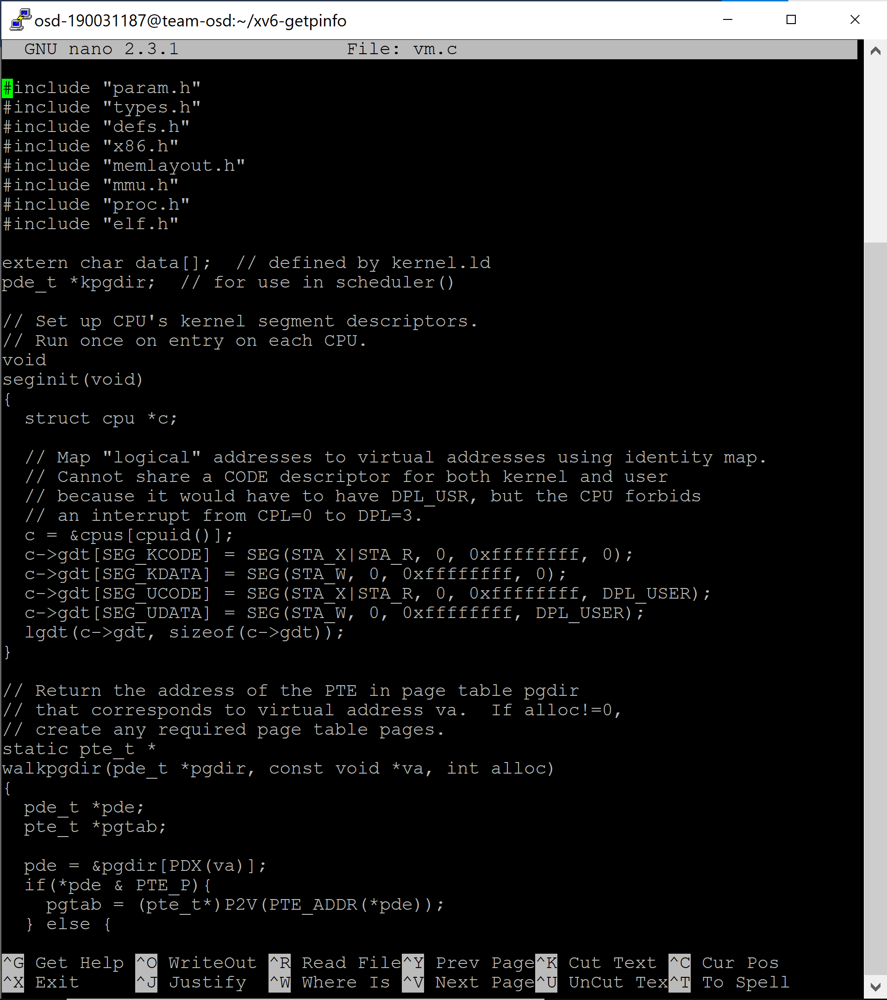 osd-190031187@team-osd:~/xv6-getpinfo
  GNU nano 2.3.1               File: vm.c

#include "param.h"
#include "types.h"
#include "defs.h"
#include "x86.h"
#include "memlayout.h"
#include "mmu.h"
#include "proc.h"
#include "elf.h"

extern char data[];  // defined by kernel.ld
pde_t *kpgdir;  // for use in scheduler()

// Set up CPU's kernel segment descriptors.
// Run once on entry on each CPU.
void
seginit(void)
{
  struct cpu *c;

  // Map "logical" addresses to virtual addresses using identity map.
  // Cannot share a CODE descriptor for both kernel and user
  // because it would have to have DPL_USR, but the CPU forbids
  // an interrupt from CPL=0 to DPL=3.
  c = &cpus[cpuid()];
  c->gdt[SEG_KCODE] = SEG(STA_X|STA_R, 0, 0xffffffff, 0);
  c->gdt[SEG_KDATA] = SEG(STA_W, 0, 0xffffffff, 0);
  c->gdt[SEG_UCODE] = SEG(STA_X|STA_R, 0, 0xffffffff, DPL_USER);
  c->gdt[SEG_UDATA] = SEG(STA_W, 0, 0xffffffff, DPL_USER);
  lgdt(c->gdt, sizeof(c->gdt));
}

// Return the address of the PTE in page table pgdir
// that corresponds to virtual address va.  If alloc!=0,
// create any required page table pages.
static pte_t *
walkpgdir(pde_t *pgdir, const void *va, int alloc)
{
  pde_t *pde;
  pte_t *pgtab;

  pde = &pgdir[PDX(va)];
  if(*pde & PTE_P){
    pgtab = (pte_t*)P2V(PTE_ADDR(*pde));
  } else {

^G Get Help ^O WriteOut ^R Read File^Y Prev Page^K Cut Text ^C Cur Pos
^X Exit     ^J Justify  ^W Where Is ^V Next Page^U UnCut Tex^T To Spell